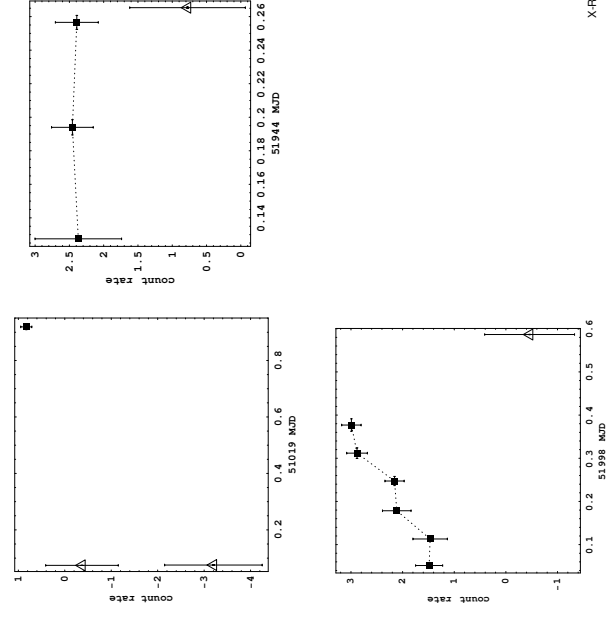 3 2.5 2 1.5 1 0.5 0
count rate
0.14 0.16 0.18 0.2 0.22 0.24 0.26
51944 MJD
X-R
1 0 -1 -2 -3 -4
count rate
0.2 0.4 0.6 0.8
51019 MJD
3 2 1 0 -1
count rate
0.1 0.2 0.3 0.4 0.5 0.6
51998 MJD